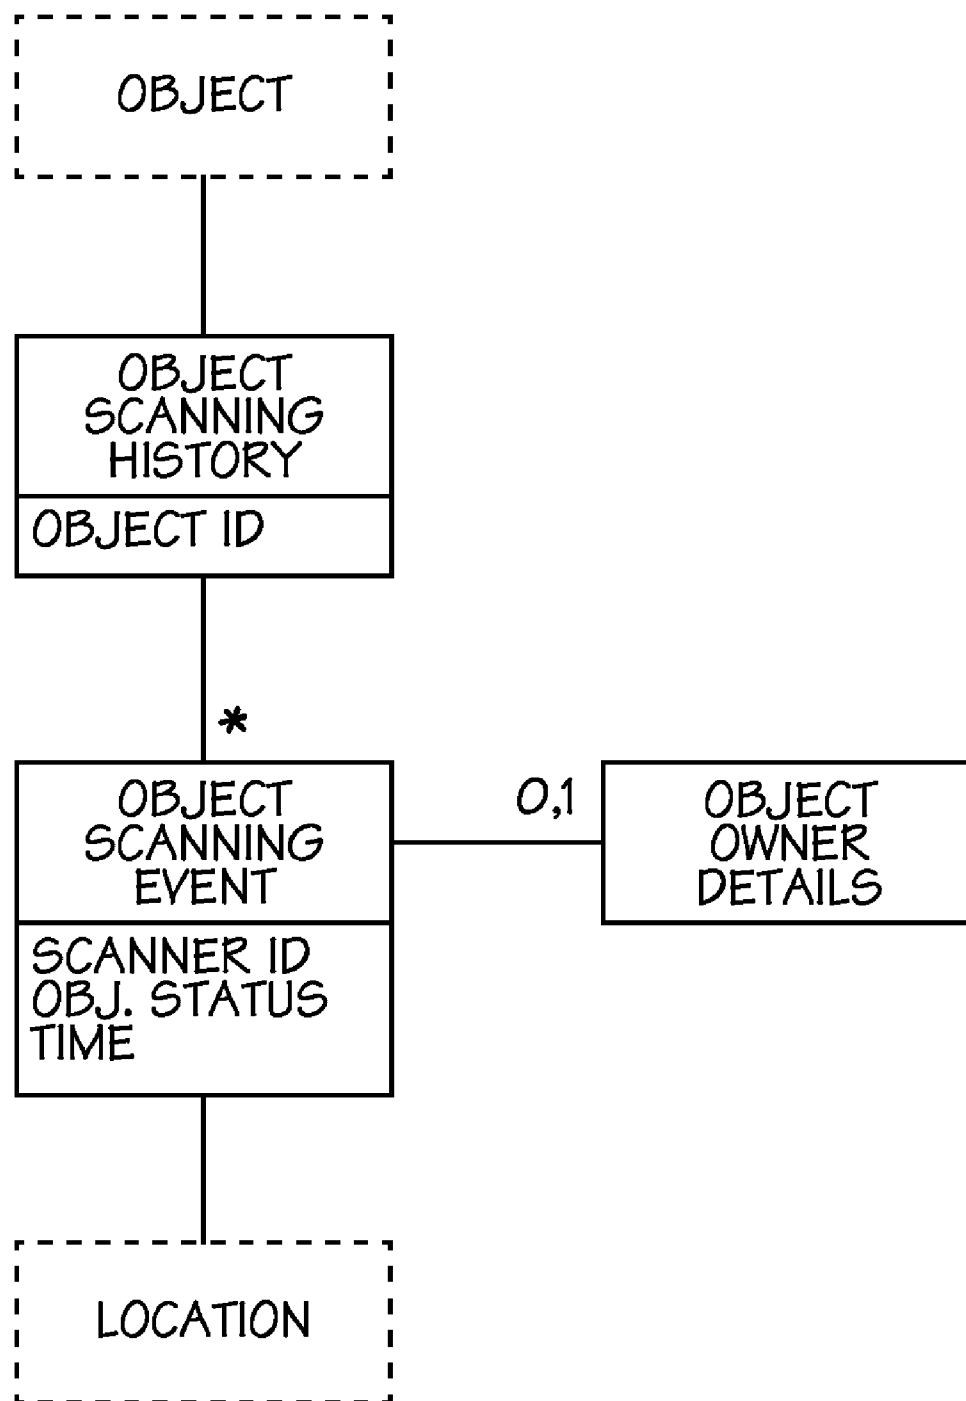 OBJECT
OBJECT
SCANNING
HISTORY
OBJECT ID
*
OBJECT
SCANNING
EVENT
0,1
OBJECT
OWNER
DETAILS
SCANNER ID
OBJ. STATUS
TIME
LOCATION